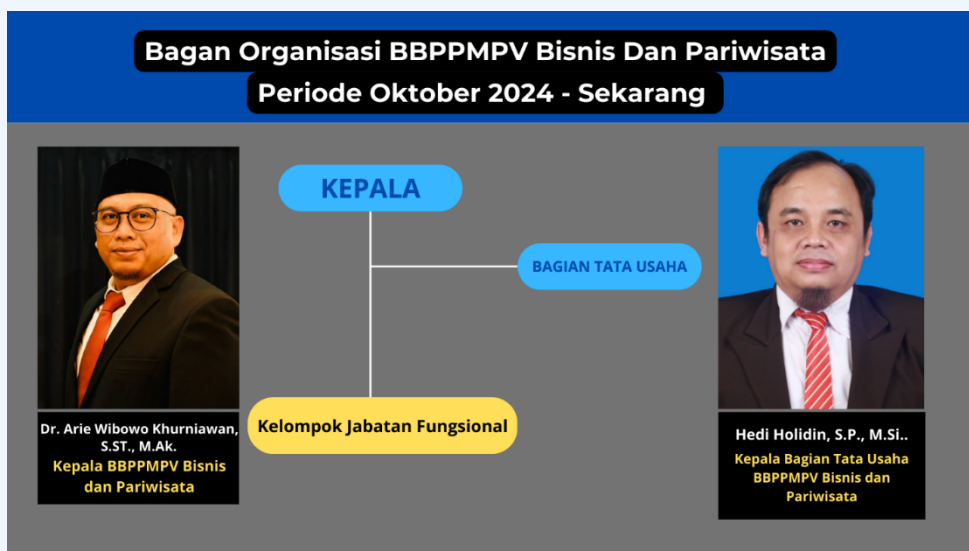 Bagan Organisasi BBPPMPV Bisnis Dan Pariwisata
Periode Oktober 2024 - Sekarang
KEPALA
BAGIAN TATA USAHA
Kelompok Jabatan Fungsional
Dr. Arie Wibowo Khurniawan,
S.ST., M.Ak.
Kepala BBPPMPV Bisnis
dan Pariwisata
Hedi Holidin, S.P., M.Si..
Kepala Bagian Tata Usaha
BBPPMPV Bisnis dan
Pariwisata